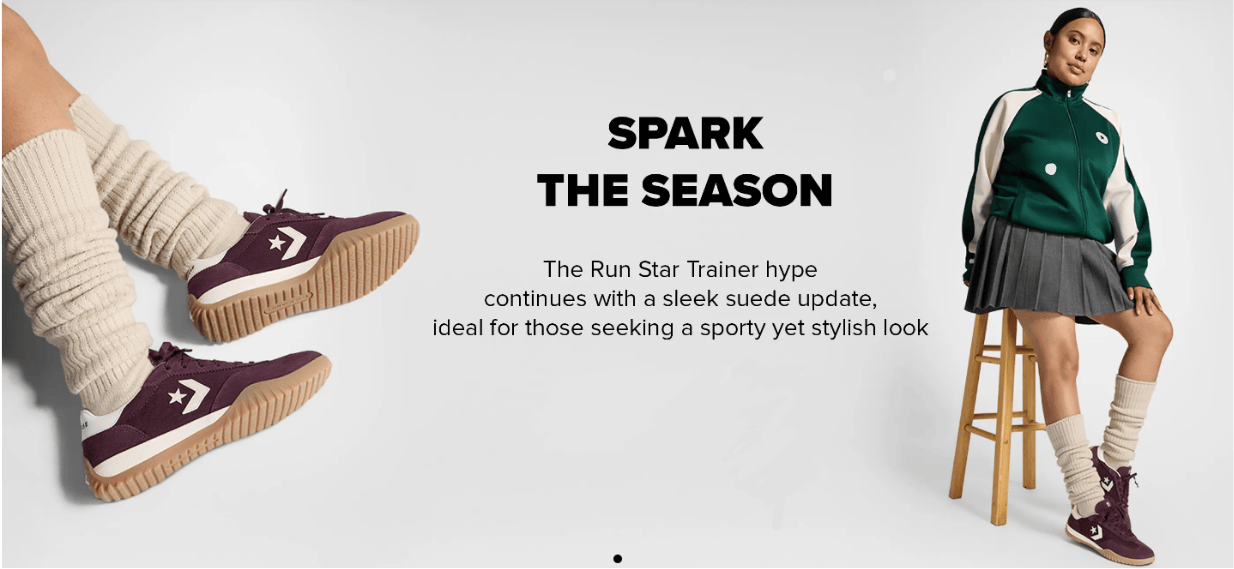 SPARK
THE SEASON
The Run Star Trainer hype
continues with a sleek suede update,
ideal for those seeking a sporty yet stylish look